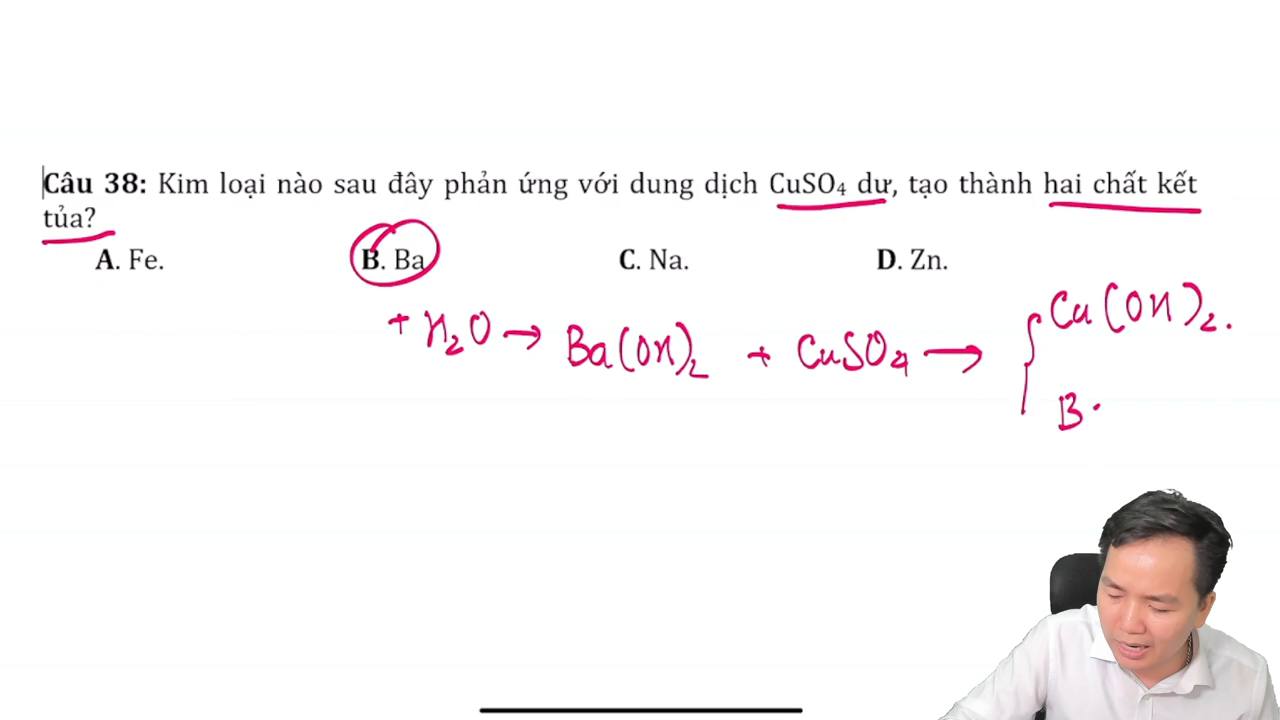 Câu 38: Kim loại nào sau đây phản ứng với dung dịch CuSO₄ dư, tạo thành hai chất kết
tủa?
A. Fe. B. Ba C. Na. D. Zn.
+ H₂O → Ba(OH)₂ + CuSO₄ → { Cu(OH)₂.
B.